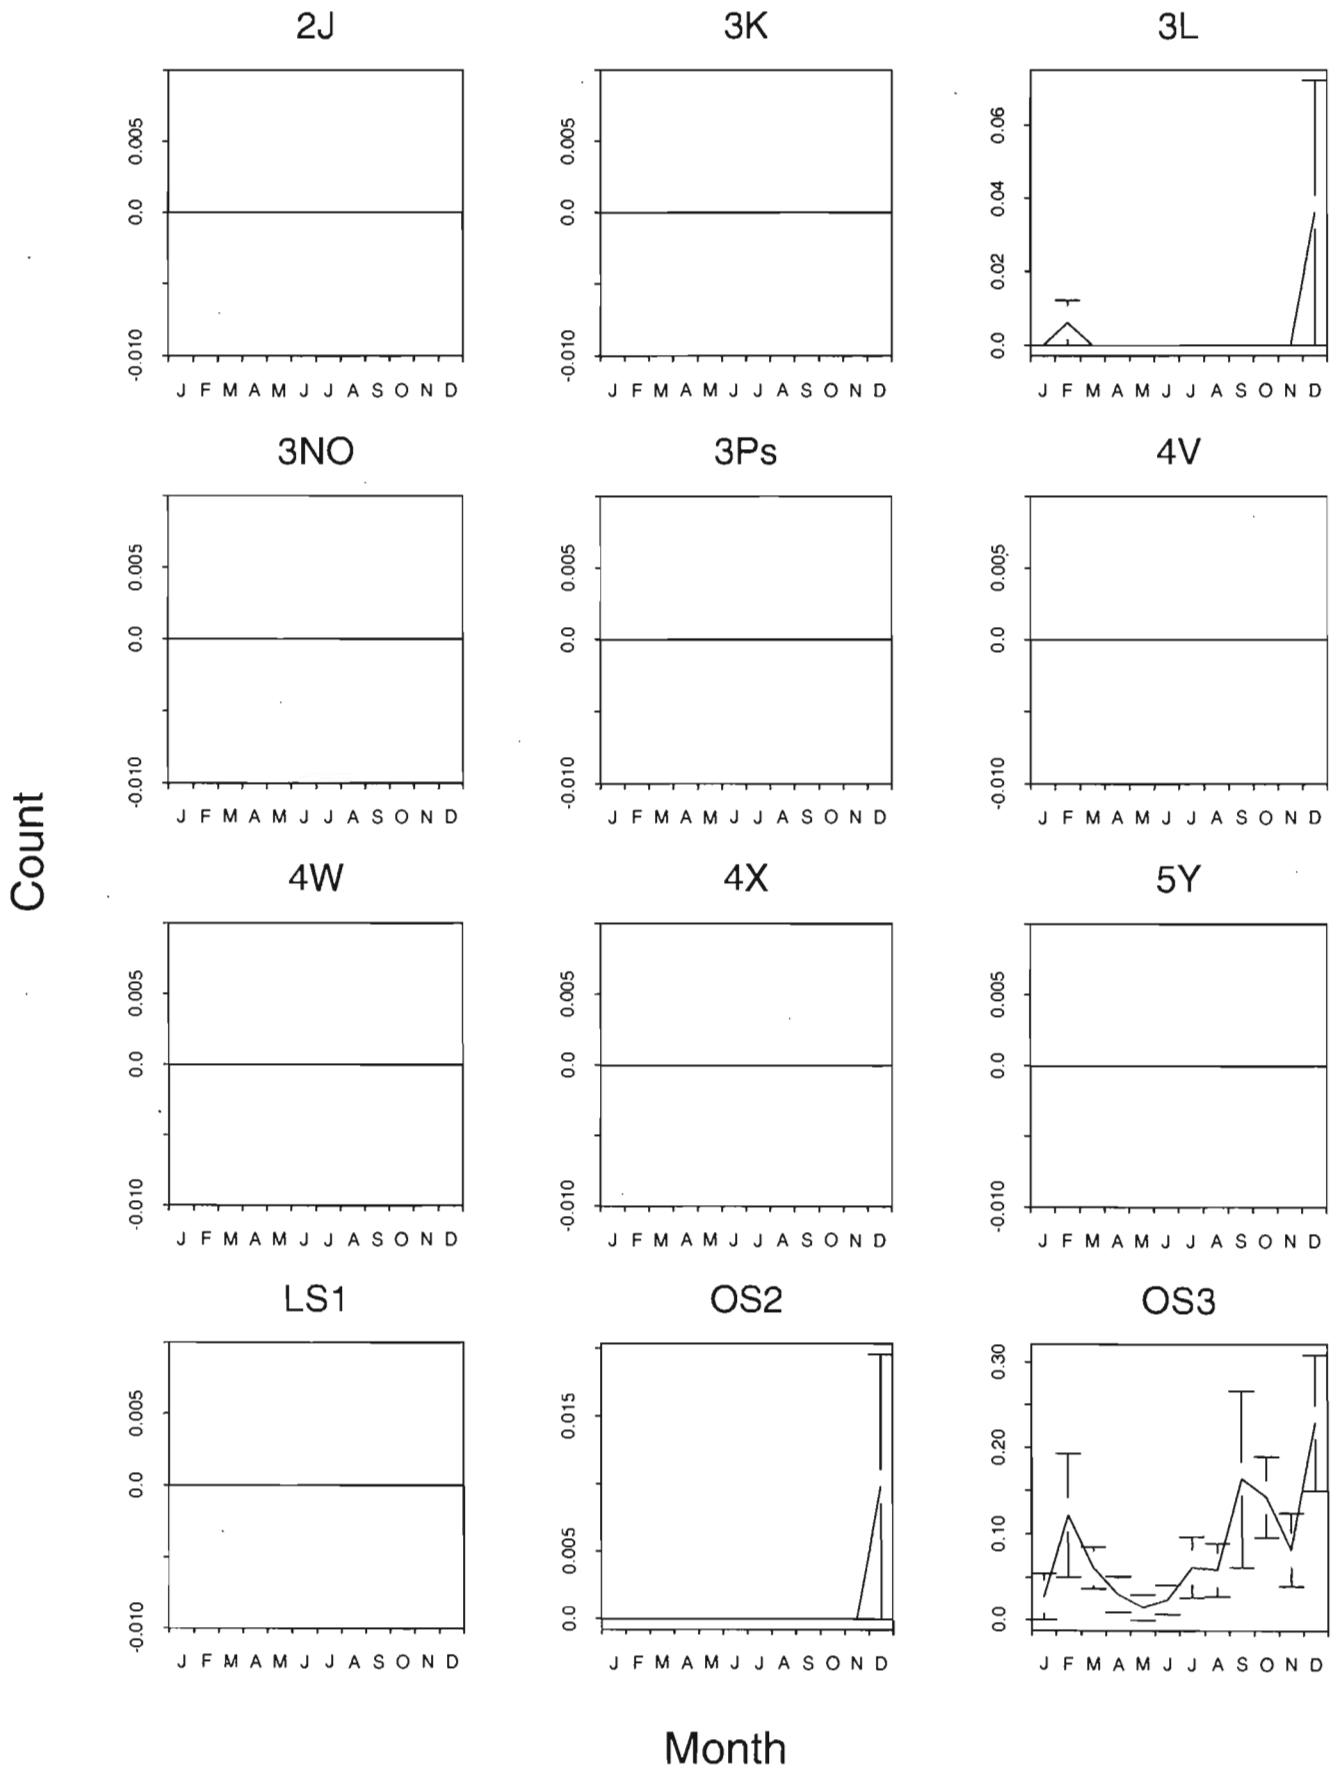 2J 3K 3L
0.005 0.005 0.06
0.04
0.0 0.0 0.02
-0.010 -0.010 0.0
J F M A M J J A S O N D J F M A M J J A S O N D J F M A M J J A S O N D
3NO 3Ps 4V
0.005 0.005 0.005
0.0 0.0 0.0
-0.010 -0.010 -0.010
J F M A M J J A S O N D J F M A M J J A S O N D J F M A M J J A S O N D
Count
4W 4X 5Y
0.005 0.005 0.005
0.0 0.0 0.0
-0.010 -0.010 -0.010
J F M A M J J A S O N D J F M A M J J A S O N D J F M A M J J A S O N D
LS1 OS2 OS3
0.30
0.005 0.015 0.20
0.0 0.005 0.10
-0.010 0.0 0.0
J F M A M J J A S O N D J F M A M J J A S O N D J F M A M J J A S O N D
Month